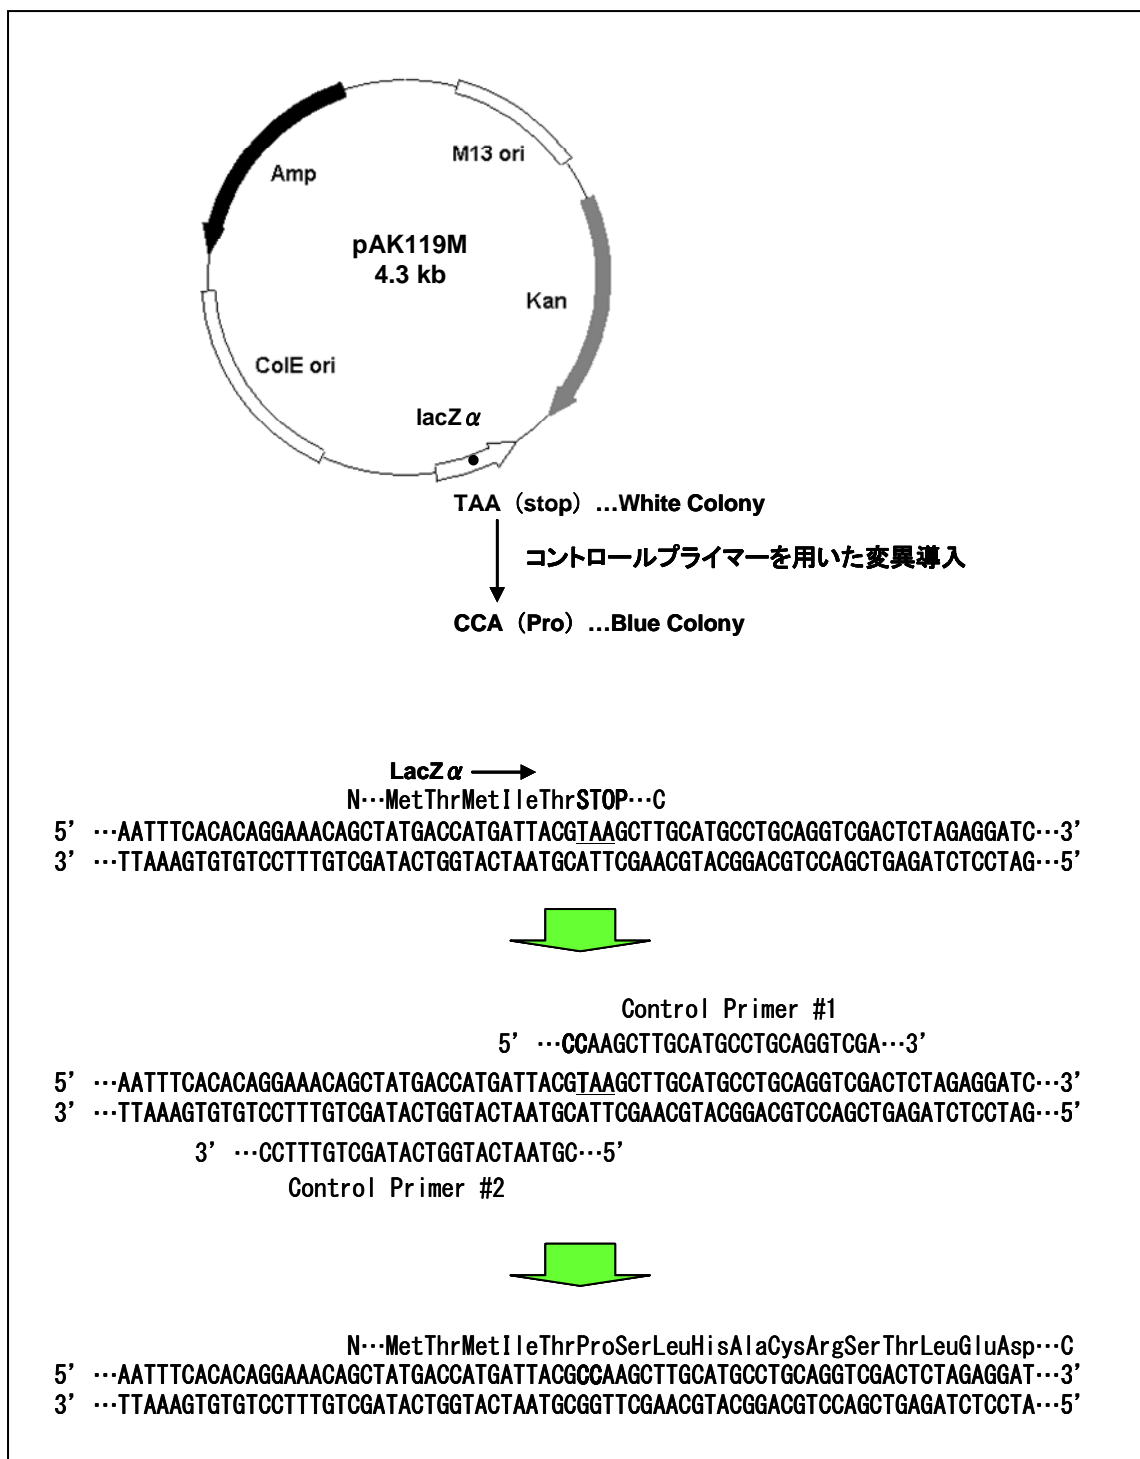 M13 ori
Amp
pAK119M
4.3 kb
Kan
ColE ori
lacZα
TAA (stop) …White Colony
コントロールプライマーを用いた変異導入
CCA (Pro) …Blue Colony
LacZα
N…MetThrMetIleThrSTOP…C
5’ …AATTTCACACAGGAAACAGCTATGACCATGATTACGTAAGCTTGCATGCCTGCAGGTCGACTCTAGAGGATC…3’
3’ …TTAAAGTGTGTCCTTTGTCGATACTGGTACTAATGCATTCGAACGTACGGACGTCCAGCTGAGATCTCCTAG…5’
Control Primer #1
5’ …CCAAGCTTGCATGCCTGCAGGTCGA…3’
5’ …AATTTCACACAGGAAACAGCTATGACCATGATTACGTAAGCTTGCATGCCTGCAGGTCGACTCTAGAGGATC…3’
3’ …TTAAAGTGTGTCCTTTGTCGATACTGGTACTAATGCATTCGAACGTACGGACGTCCAGCTGAGATCTCCTAG…5’
3’ …CCTTTGTCGATACTGGTACTAATGC…5’
Control Primer #2
N…MetThrMetIleThrProSerLeuHisAlaCysArgSerThrLeuGluAsp…C
5’ …AATTTCACACAGGAAACAGCTATGACCATGATTACGCCAAGCTTGCATGCCTGCAGGTCGACTCTAGAGGAT…3’
3’ …TTAAAGTGTGTCCTTTGTCGATACTGGTACTAATGCGGTTCGAACGTACGGACGTCCAGCTGAGATCTCCTA…5’